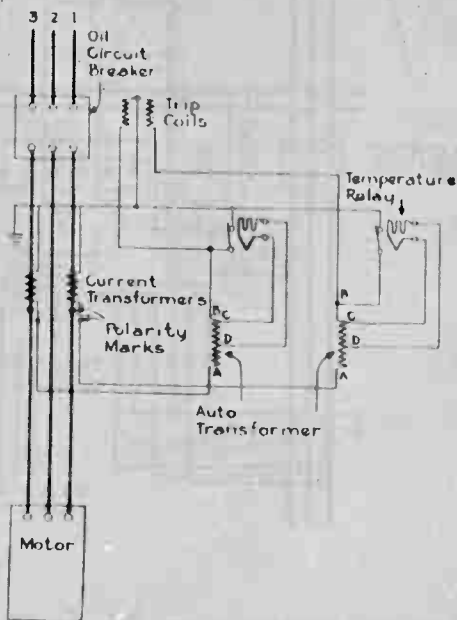 3 2 1
Oil
Circuit
Breaker
Trip
Coils
Temperature
Relay
Current
Transformers
Polarity
Marks
B
C
D
A
B
C
D
A
Auto
Transformer
Motor